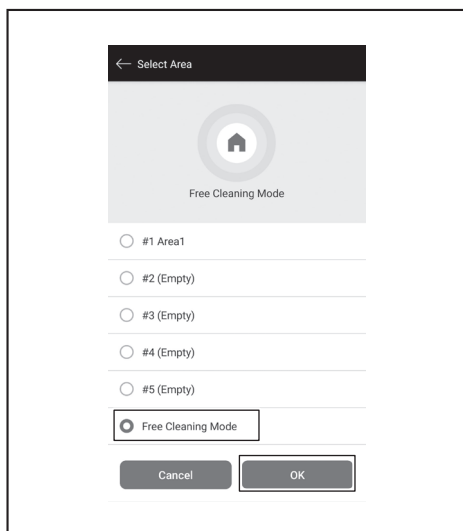 Select Area
Free Cleaning Mode
#1 Area1
#2 (Empty)
#3 (Empty)
#4 (Empty)
#5 (Empty)
Free Cleaning Mode
Cancel OK